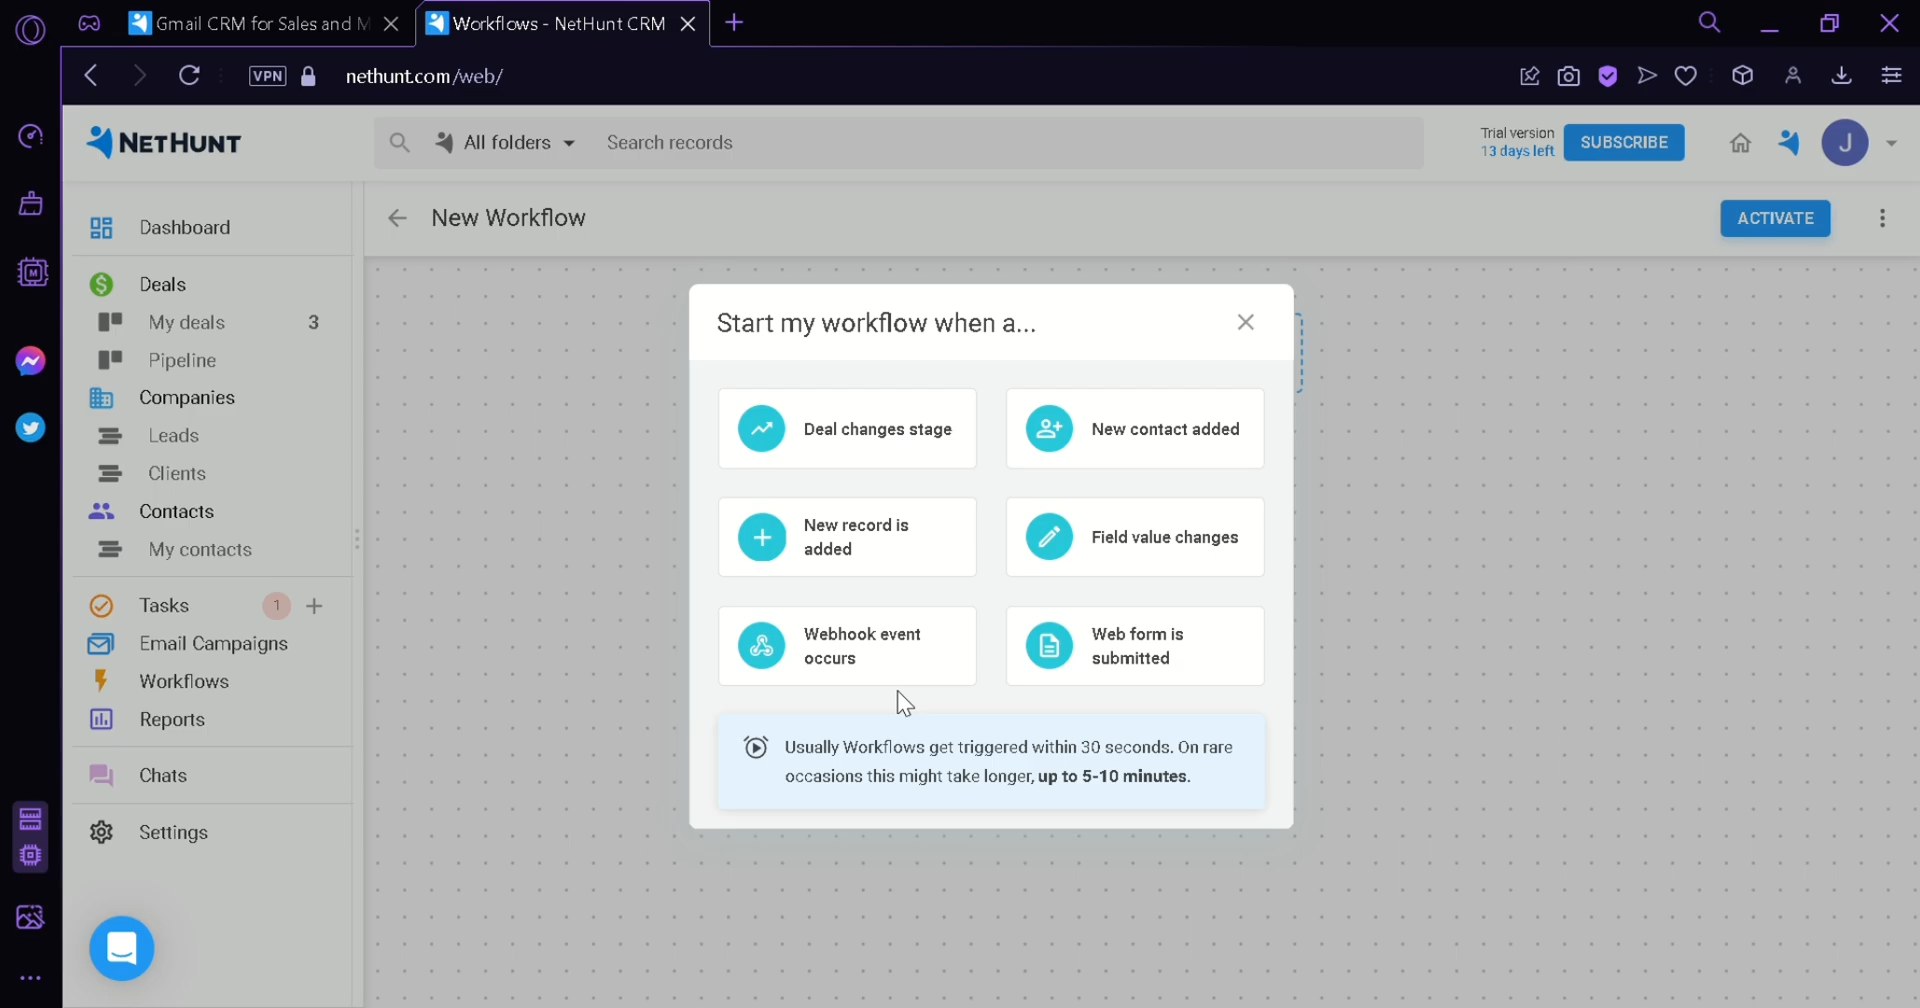 Gmail CRM for Sales and M
Workflows - NetHunt CRM
VPN
nethunt.com/web/
NETHUNT
All folders
Search records
Trial version
13 days left
SUBSCRIBE
J
Dashboard
New Workflow
ACTIVATE
Deals
My deals 3
Pipeline
Companies
Leads
Clients
Contacts
My contacts
Tasks 1
Email Campaigns
Workflows
Reports
Chats
Settings
Start my workflow when a...
Deal changes stage
New contact added
New record is
added
Field value changes
Webhook event
occurs
Web form is
submitted
Usually Workflows get triggered within 30 seconds. On rare
occasions this might take longer, up to 5-10 minutes.